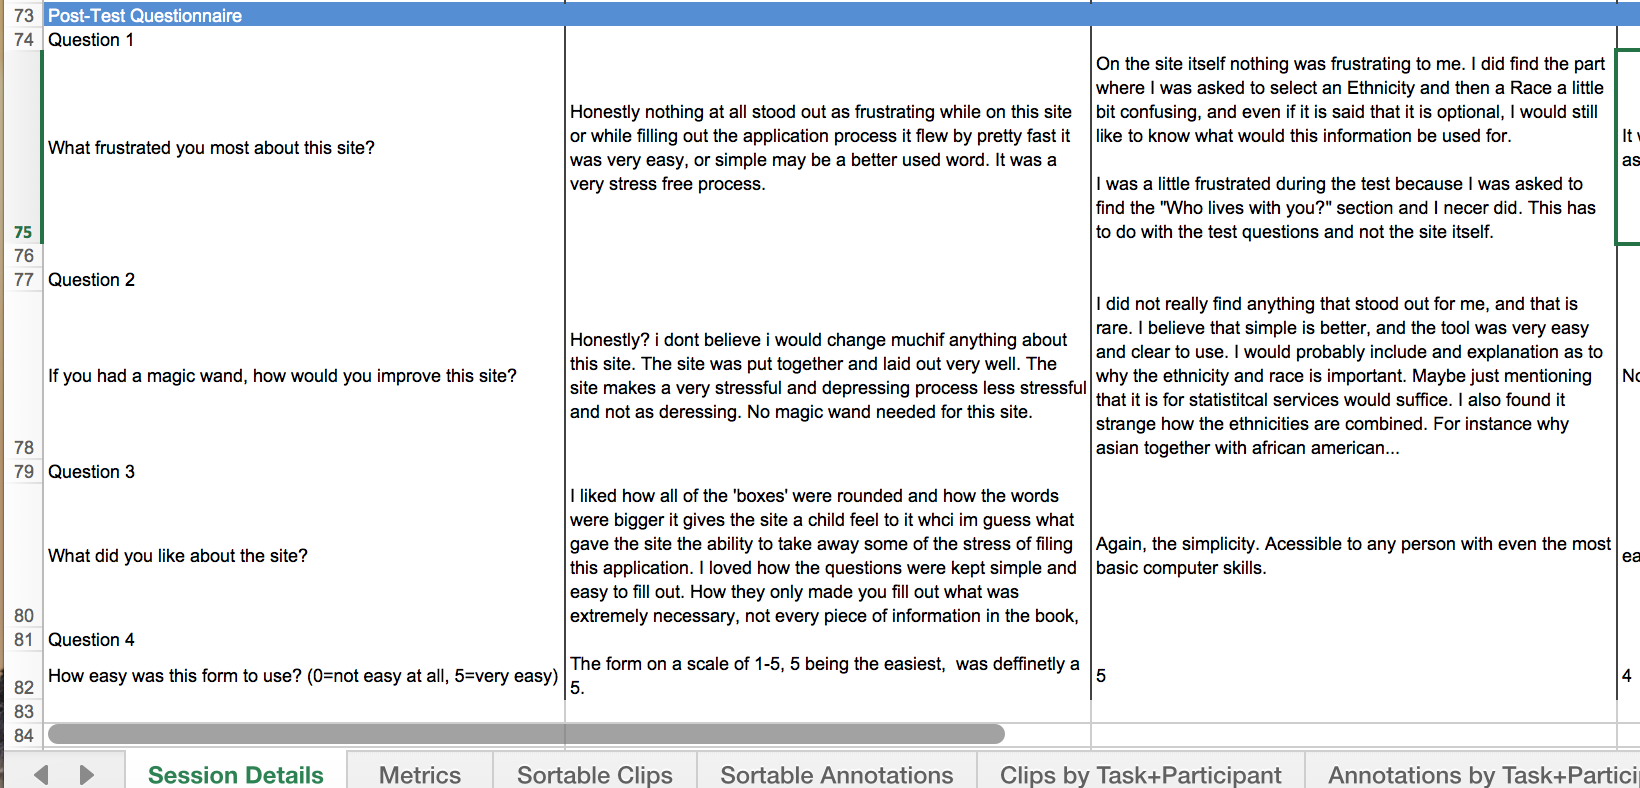 73 Post-Test Questionnaire
74 Question 1
What frustrated you most about this site?
Honestly nothing at all stood out as frustrating while on this site
or while filling out the application process it flew by pretty fast it
was very easy, or simple may be a better used word. It was a
very stress free process.
On the site itself nothing was frustrating to me. I did find the part
where I was asked to select an Ethnicity and then a Race a little
bit confusing, and even if it is said that it is optional, I would still
like to know what would this information be used for.
I was a little frustrated during the test because I was asked to
find the "Who lives with you?" section and I necer did. This has
to do with the test questions and not the site itself.
It
as
75
76
77 Question 2
If you had a magic wand, how would you improve this site?
Honestly? i dont believe i would change muchif anything about
this site. The site was put together and laid out very well. The
site makes a very stressful and depressing process less stressful
and not as deressing. No magic wand needed for this site.
I did not really find anything that stood out for me, and that is
rare. I believe that simple is better, and the tool was very easy
and clear to use. I would probably include and explanation as to
why the ethnicity and race is important. Maybe just mentioning
that it is for statistitcal services would suffice. I also found it
strange how the ethnicities are combined. For instance why
asian together with african american...
78
79 Question 3
What did you like about the site?
I liked how all of the 'boxes' were rounded and how the words
were bigger it gives the site a child feel to it whci im guess what
gave the site the ability to take away some of the stress of filing
this application. I loved how the questions were kept simple and
easy to fill out. How they only made you fill out what was
extremely necessary, not every piece of information in the book,
Again, the simplicity. Acessible to any person with even the most
basic computer skills.
80
81 Question 4
82 How easy was this form to use? (0=not easy at all, 5=very easy)
The form on a scale of 1-5, 5 being the easiest,  was deffinetly a
5.
5
4
83
84
Session Details Metrics Sortable Clips Sortable Annotations Clips by Task+Participant Annotations by Task+Partici